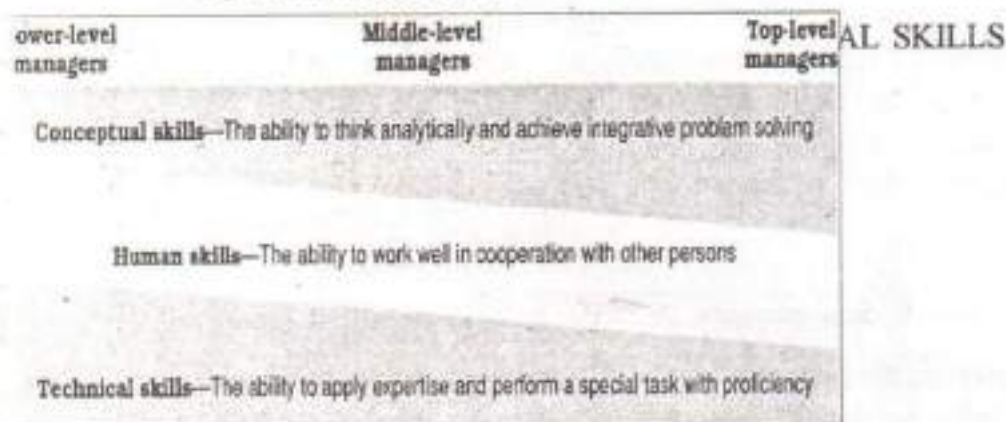 ower-level
managers
Middle-level
managers
Top-level
managers
AL SKILLS
Conceptual skills—The ability to think analytically and achieve integrative problem solving
Human skills—The ability to work well in cooperation with other persons
Technical skills—The ability to apply expertise and perform a special task with proficiency